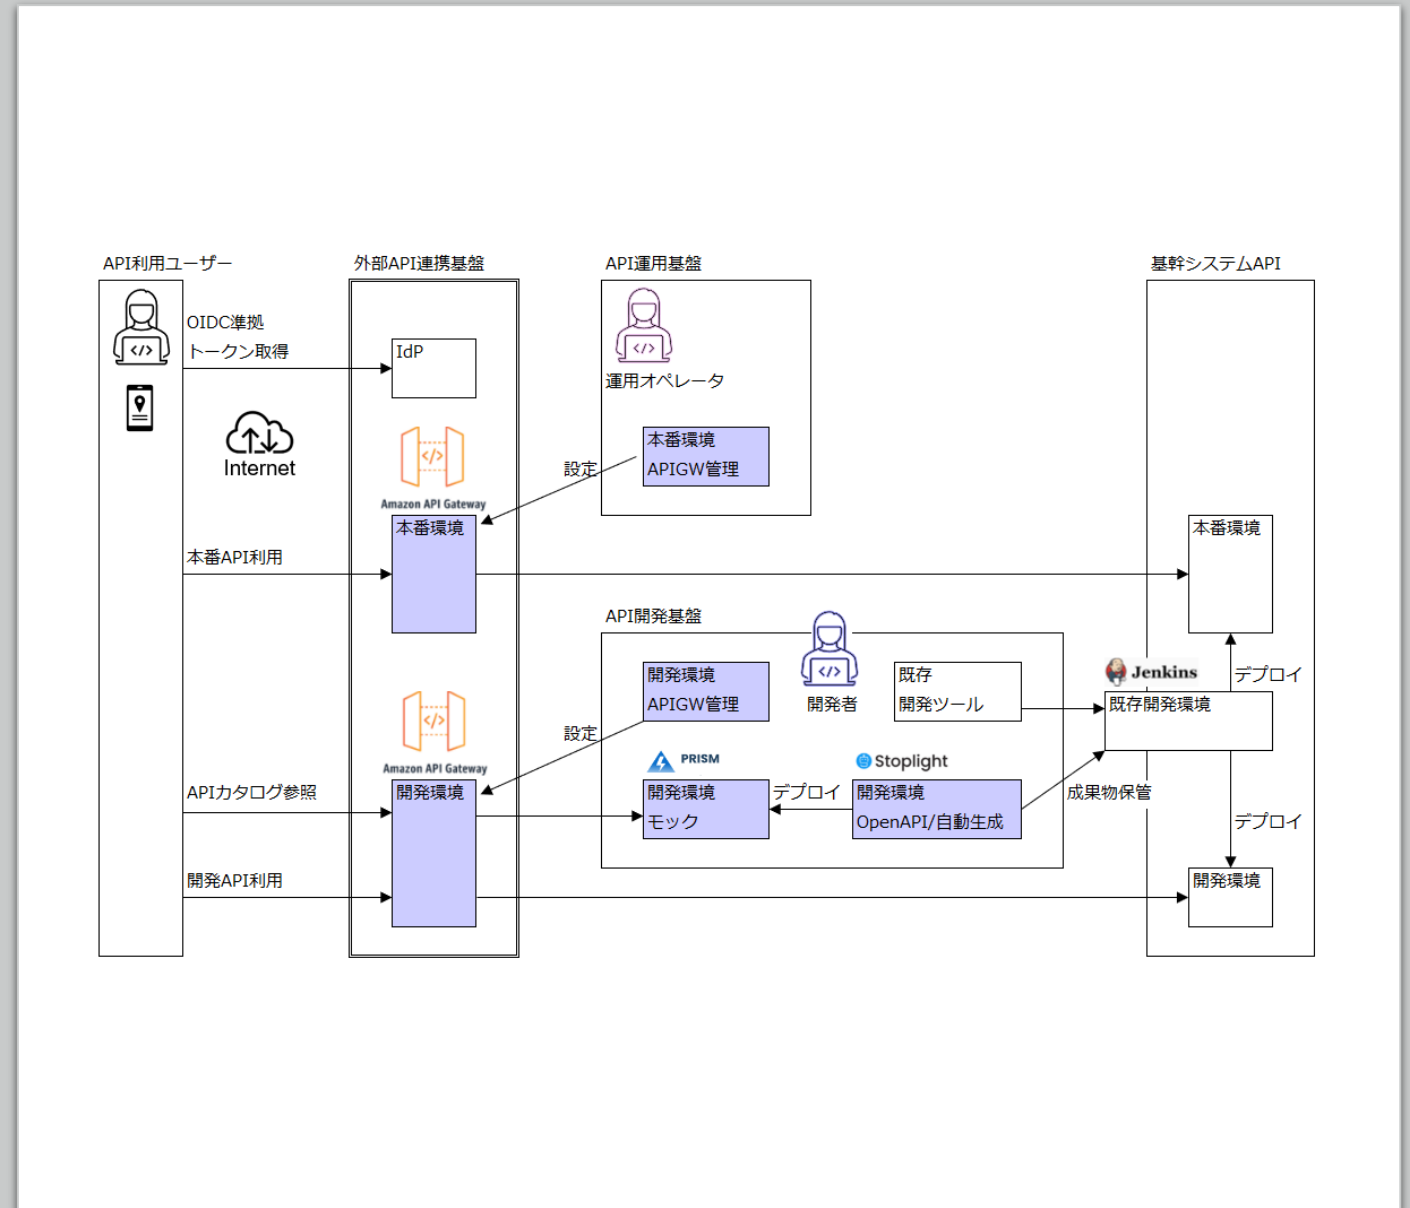 API利用ユーザー
外部API連携基盤
API運用基盤
基幹システムAPI
</>
OIDC準拠
トークン取得
IdP
</>
運用オペレータ
Internet
</>
Amazon API Gateway
本番環境
APIGW管理
設定
本番環境
本番環境
本番API利用
API開発基盤
開発環境
APIGW管理
</>
開発者
既存
開発ツール
Jenkins
既存開発環境
デプロイ
設定
</>
Amazon API Gateway
PRISM
Stoplight
APIカタログ参照
開発環境
開発環境
モック
デプロイ
開発環境
OpenAPI/自動生成
成果物保管
デプロイ
開発API利用
開発環境